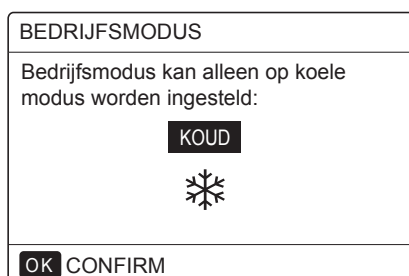 BEDRIJFSMODUS
Bedrijfsmodus kan alleen op koele
modus worden ingesteld:
KOUD
OK CONFIRM